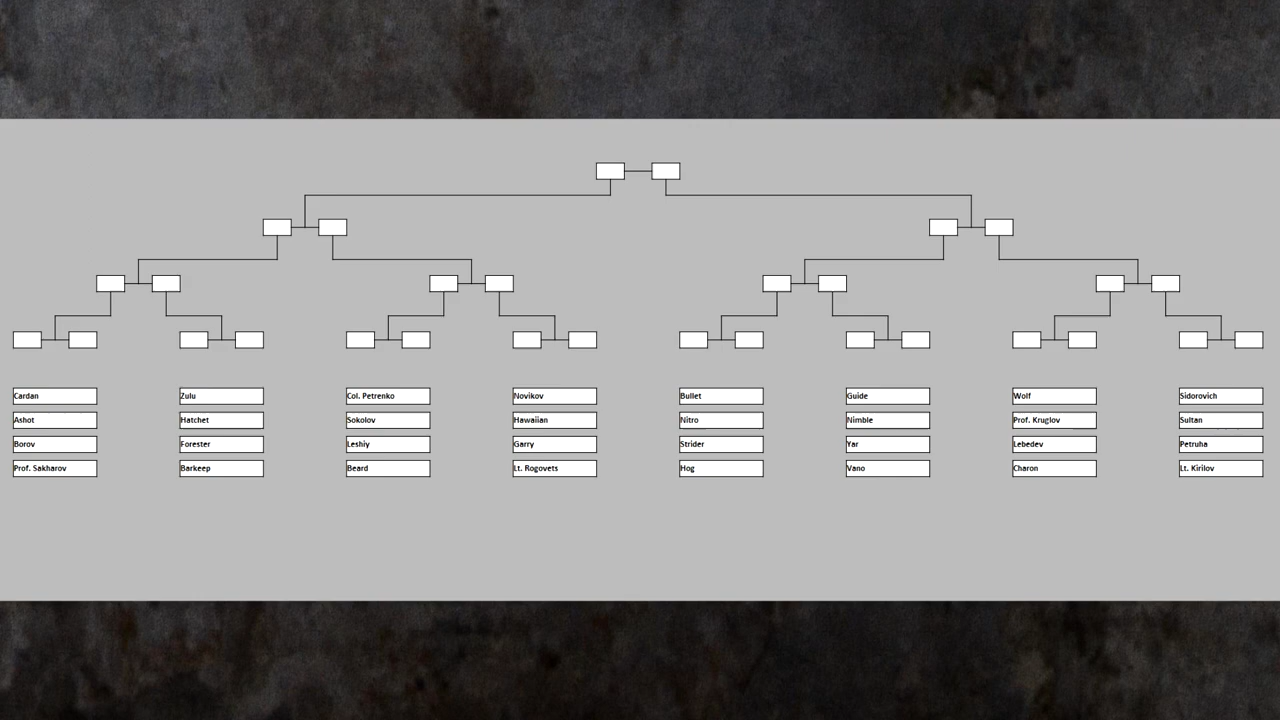 Cardan
Ashot
Borov
Prof. Sakharov
Zulu
Hatchet
Forester
Barkeep
Col. Petrenko
Sokolov
Leshiy
Beard
Novikov
Hawaiian
Garry
Lt. Rogovets
Bullet
Nitro
Strider
Hog
Guide
Nimble
Yar
Vano
Wolf
Prof. Kruglov
Lebedev
Charon
Sidorovich
Sultan
Petruha
Lt. Kirilov